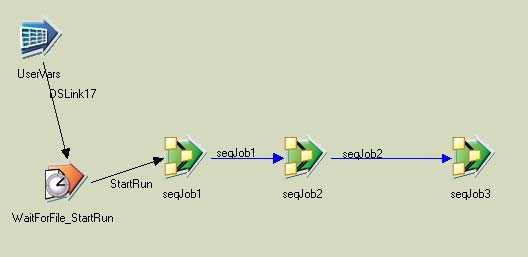 UserVars
DSLink17
seqJob1
seqJob2
StartRun
seqJob1
seqJob2
seqJob3
WaitForFile_StartRun